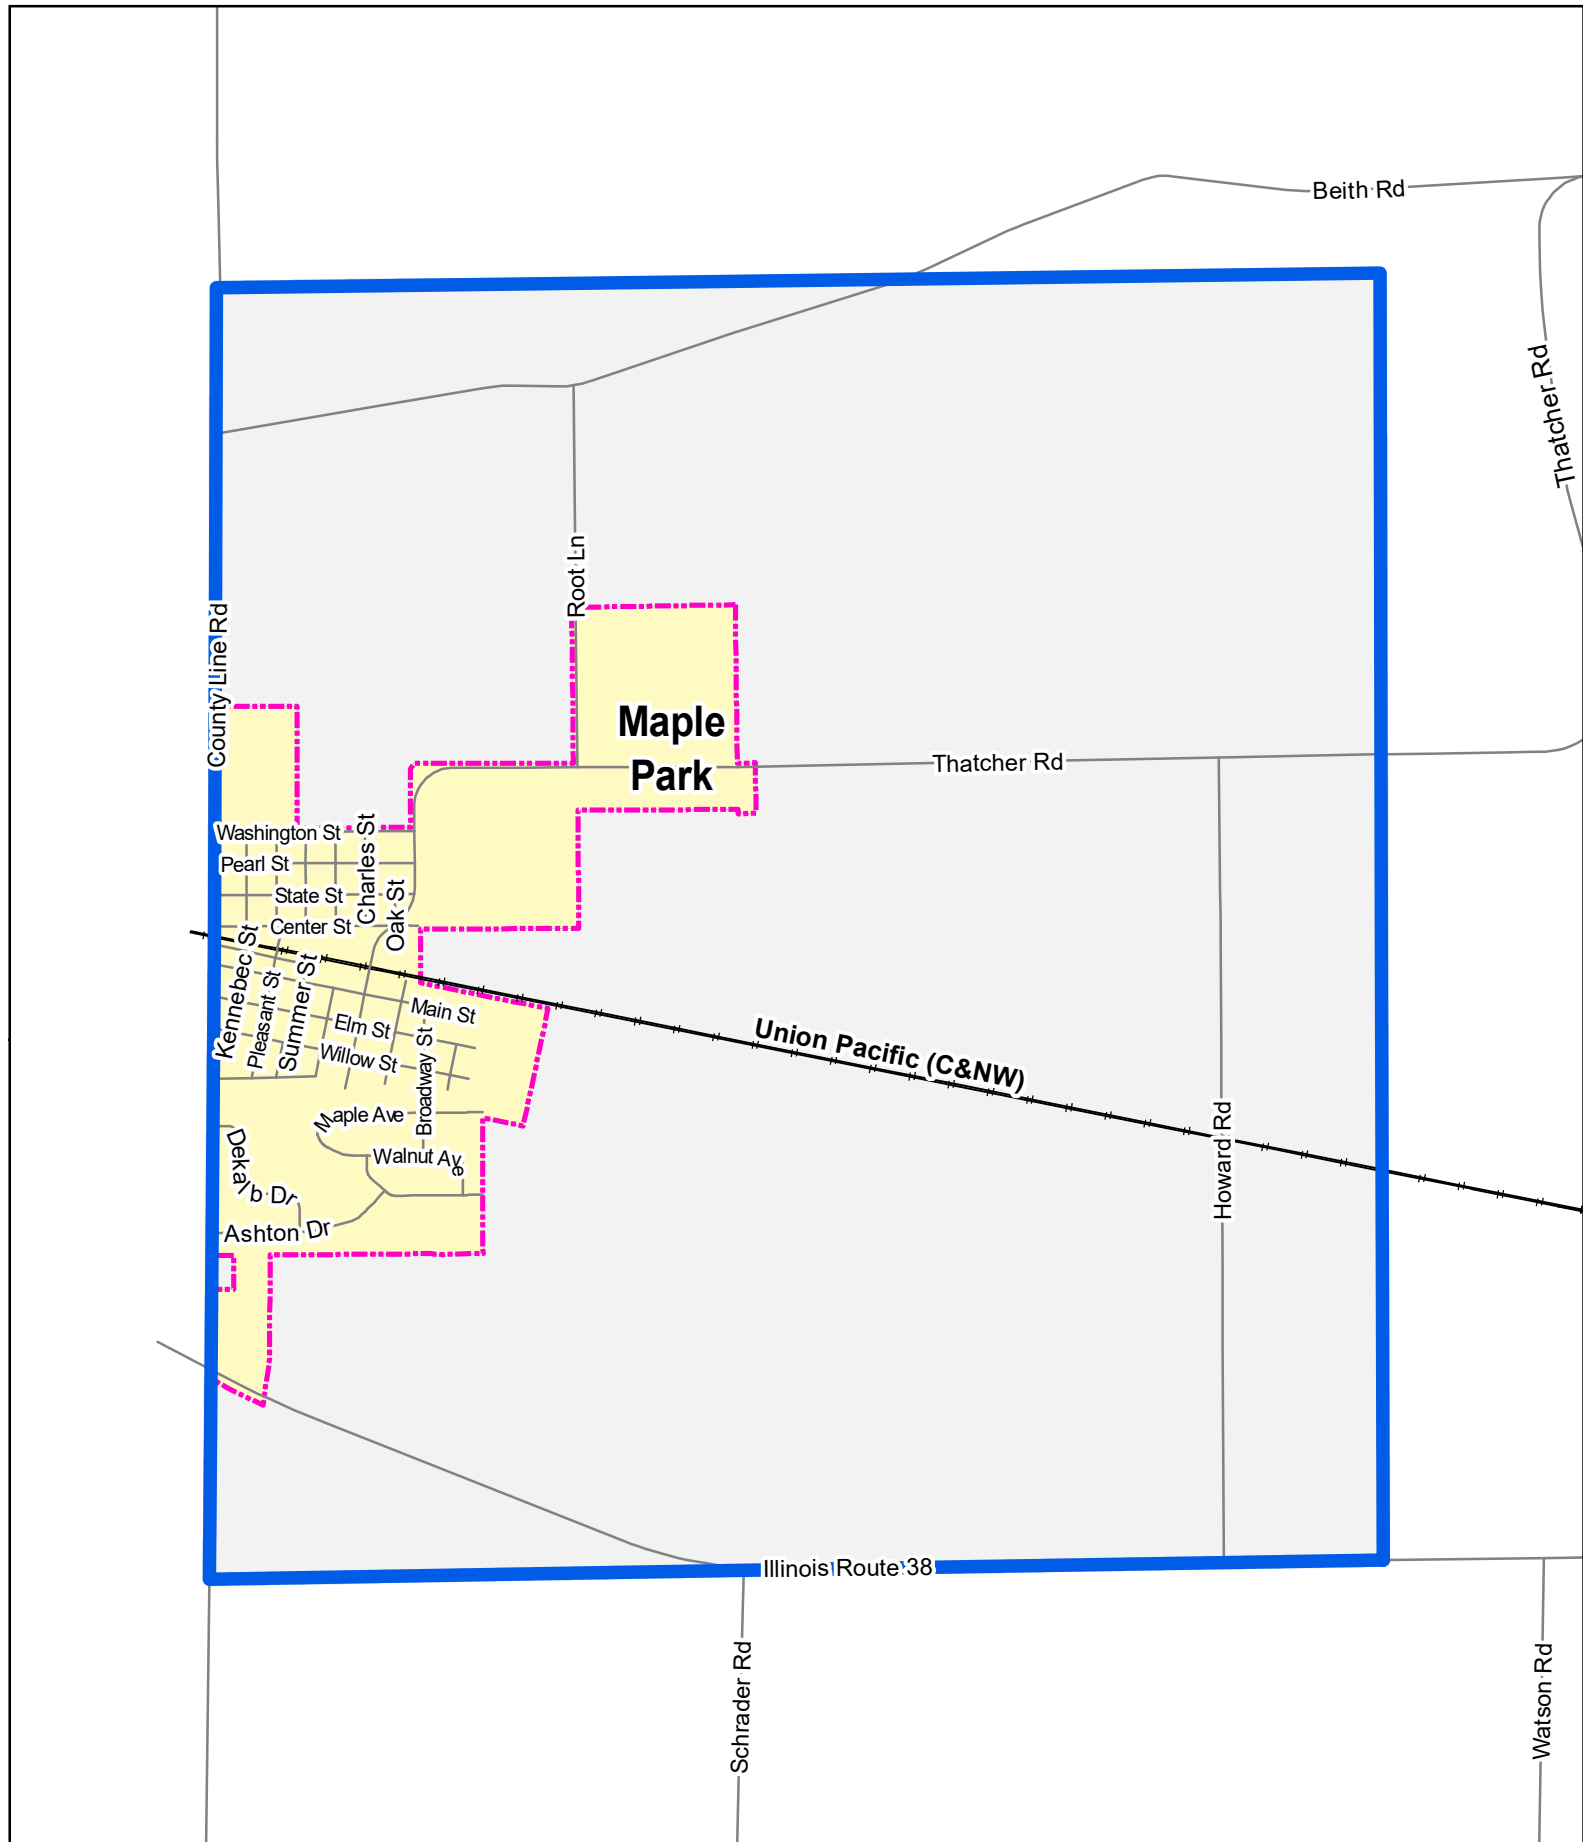 Beith Rd
Thatcher Rd
Root Ln
County Line Rd
Maple
Park
Thatcher Rd
Washington St
Charles St
Pearl St
State St
Oak St
Center St
Kennebec St
Pleasant St
Summer St
Main St
Elm St
Broadway St
Willow St
Union Pacific (C&NW)
Maple Ave
Howard Rd
Walnut Ave
Dekalb Dr
Ashton Dr
Illinois Route 38
Schrader Rd
Watson Rd